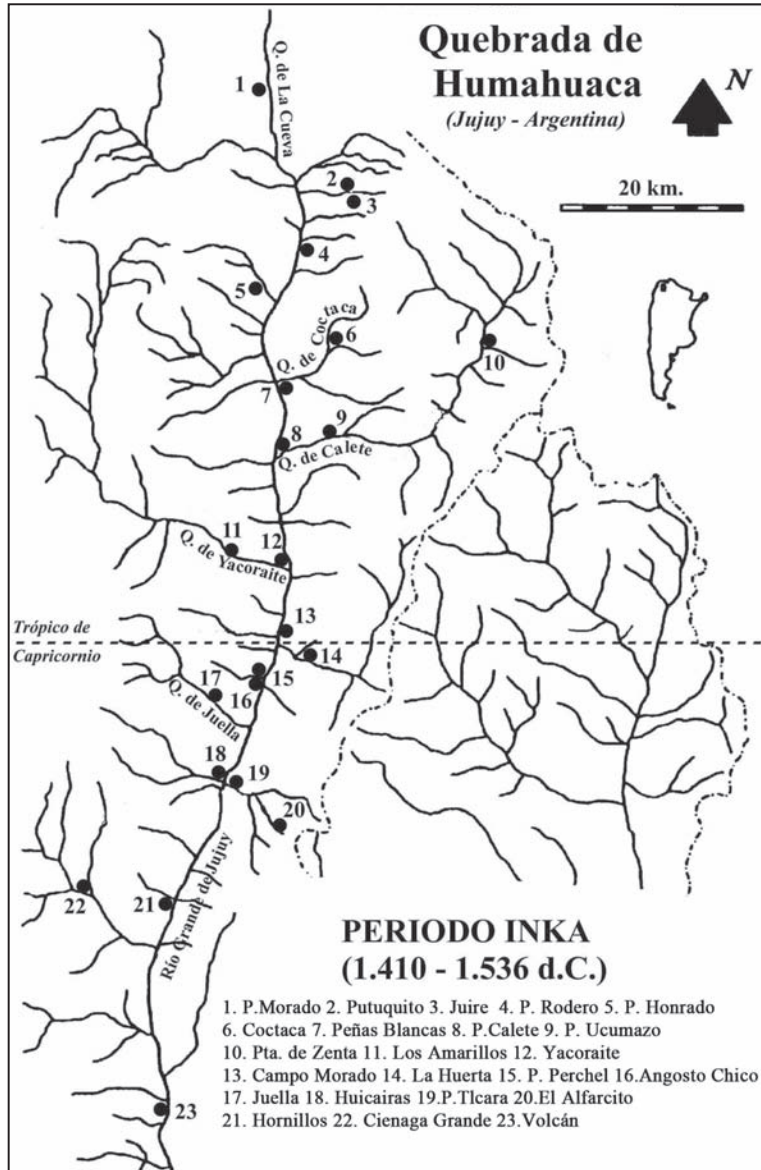 Quebrada de
Humahuaca
(Jujuy - Argentina)
N
20 km.
Q. de La Cueva
1
2
3
4
5
Q. de Coctaca
6
10
7
8
9
Q. de Calete
11
12
Q. de Yacoraite
13
Trópico de
Capricornio
14
15
16
17
Q. de Juella
18
19
20
Río Grande de Jujuy
22
21
23
PERIODO INKA
(1.410 - 1.536 d.C.)
1. P.Morado 2. Putuquito 3. Juire 4. P. Rodero 5. P. Honrado
6. Coctaca 7. Peñas Blancas 8. P.Calete 9. P. Ucumazo
10. Pta. de Zenta 11. Los Amarillos 12. Yacoraite
13. Campo Morado 14. La Huerta 15. P. Perchel 16.Angosto Chico
17. Juella 18. Huicairas 19.P.Tlcara 20.El Alfarcito
21. Hornillos 22. Cienaga Grande 23.Volcán